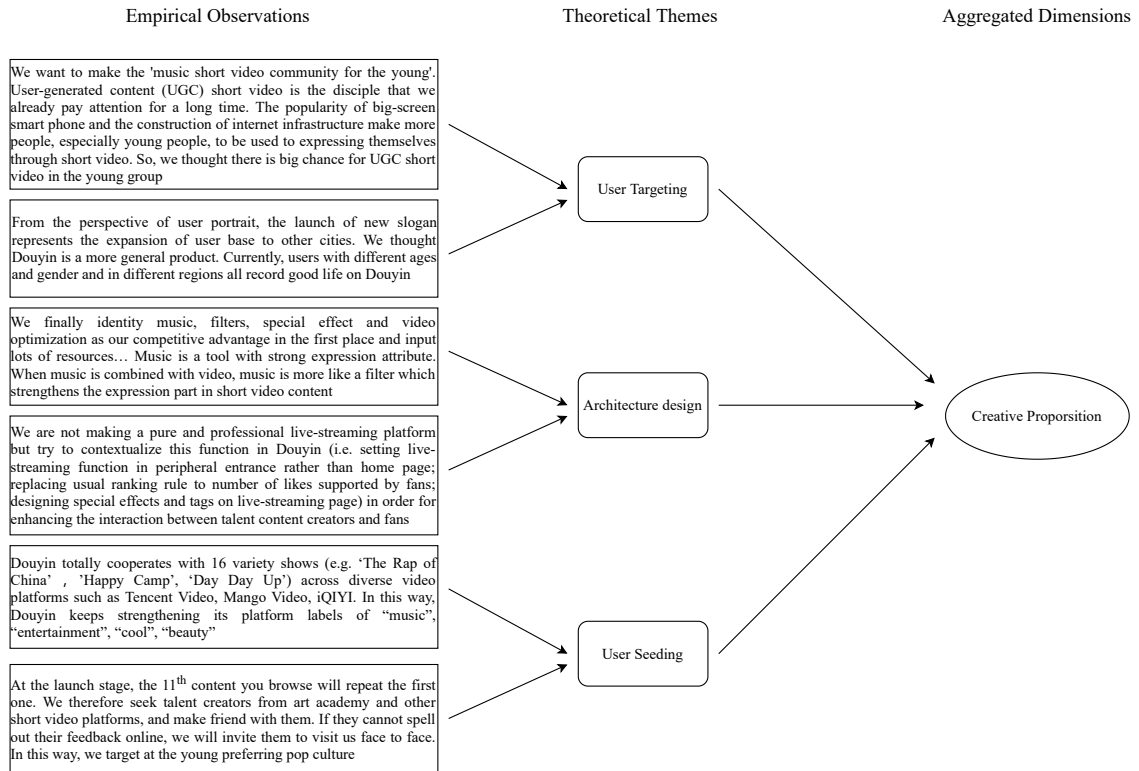 Empirical Observations
Theoretical Themes
Aggregated Dimensions
We want to make the 'music short video community for the young'.
User-generated content (UGC) short video is the disciple that we
already pay attention for a long time. The popularity of big-screen
smart phone and the construction of internet infrastructure make more
people, especially young people, to be used to expressing themselves
through short video. So, we thought there is big chance for UGC short
video in the young group
From the perspective of user portrait, the launch of new slogan
represents the expansion of user base to other cities. We thought
Douyin is a more general product. Currently, users with different ages
and gender and in different regions all record good life on Douyin
User Targeting
We finally identity music, filters, special effect and video
optimization as our competitive advantage in the first place and input
lots of resources… Music is a tool with strong expression attribute.
When music is combined with video, music is more like a filter which
strengthens the expression part in short video content
We are not making a pure and professional live-streaming platform
but try to contextualize this function in Douyin (i.e. setting live-
streaming function in peripheral entrance rather than home page;
replacing usual ranking rule to number of likes supported by fans;
designing special effects and tags on live-streaming page) in order for
enhancing the interaction between talent content creators and fans
Architecture design
Creative Proporsition
Douyin totally cooperates with 16 variety shows (e.g. ‘The Rap of
China’ , ’Happy Camp’, ‘Day Day Up’) across diverse video
platforms such as Tencent Video, Mango Video, iQIYI. In this way,
Douyin keeps strengthening its platform labels of “music”,
“entertainment”, “cool”, “beauty”
At the launch stage, the 11th content you browse will repeat the first
one. We therefore seek talent creators from art academy and other
short video platforms, and make friend with them. If they cannot spell
out their feedback online, we will invite them to visit us face to face.
In this way, we target at the young preferring pop culture
User Seeding